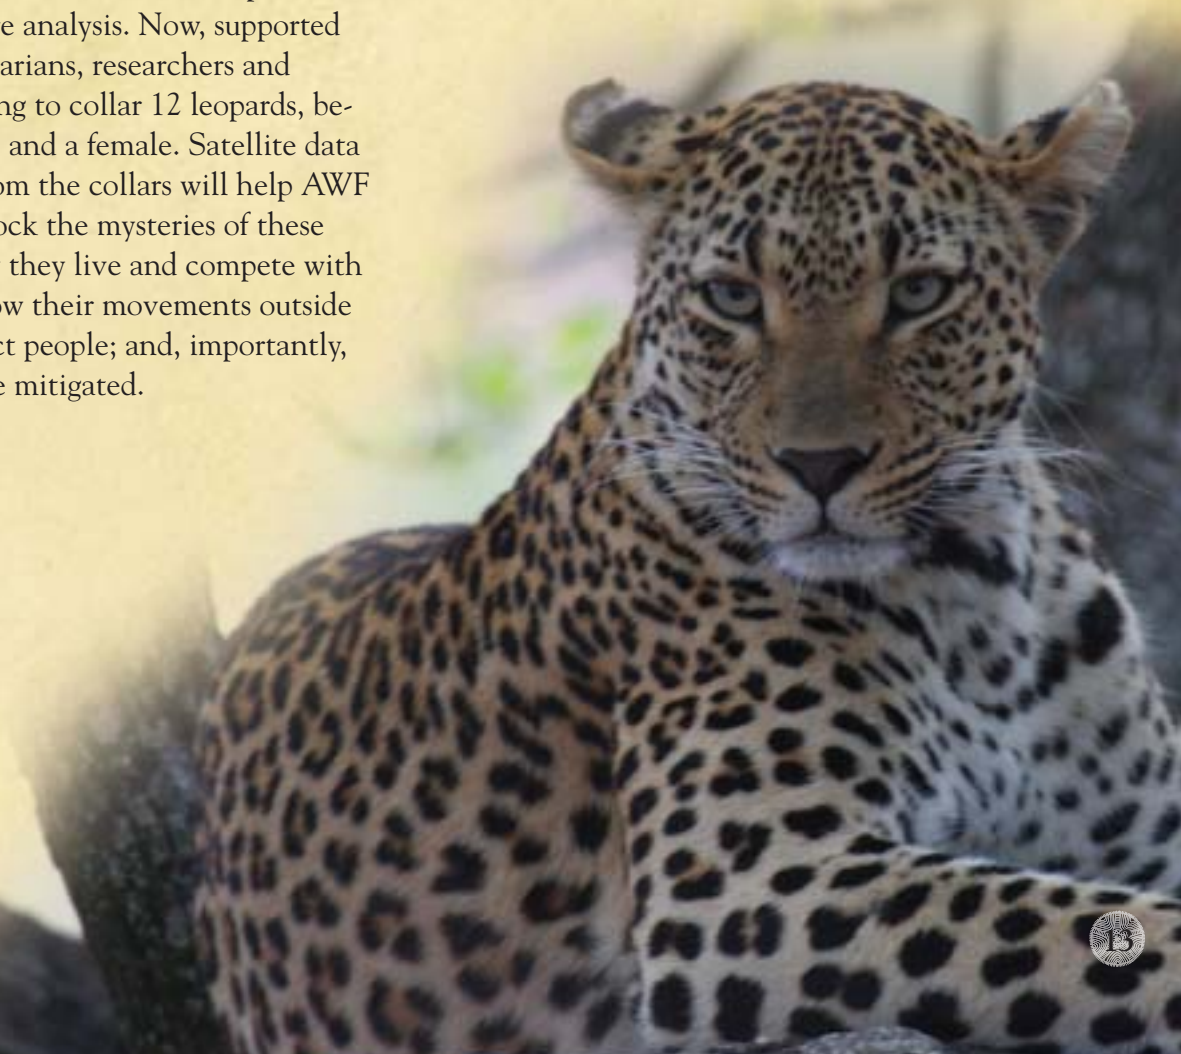 e analysis. Now, supported
arians, researchers and
ng to collar 12 leopards, be-
and a female. Satellite data
om the collars will help AWF
ock the mysteries of these
they live and compete with
ow their movements outside
ct people; and, importantly,
e mitigated.
13